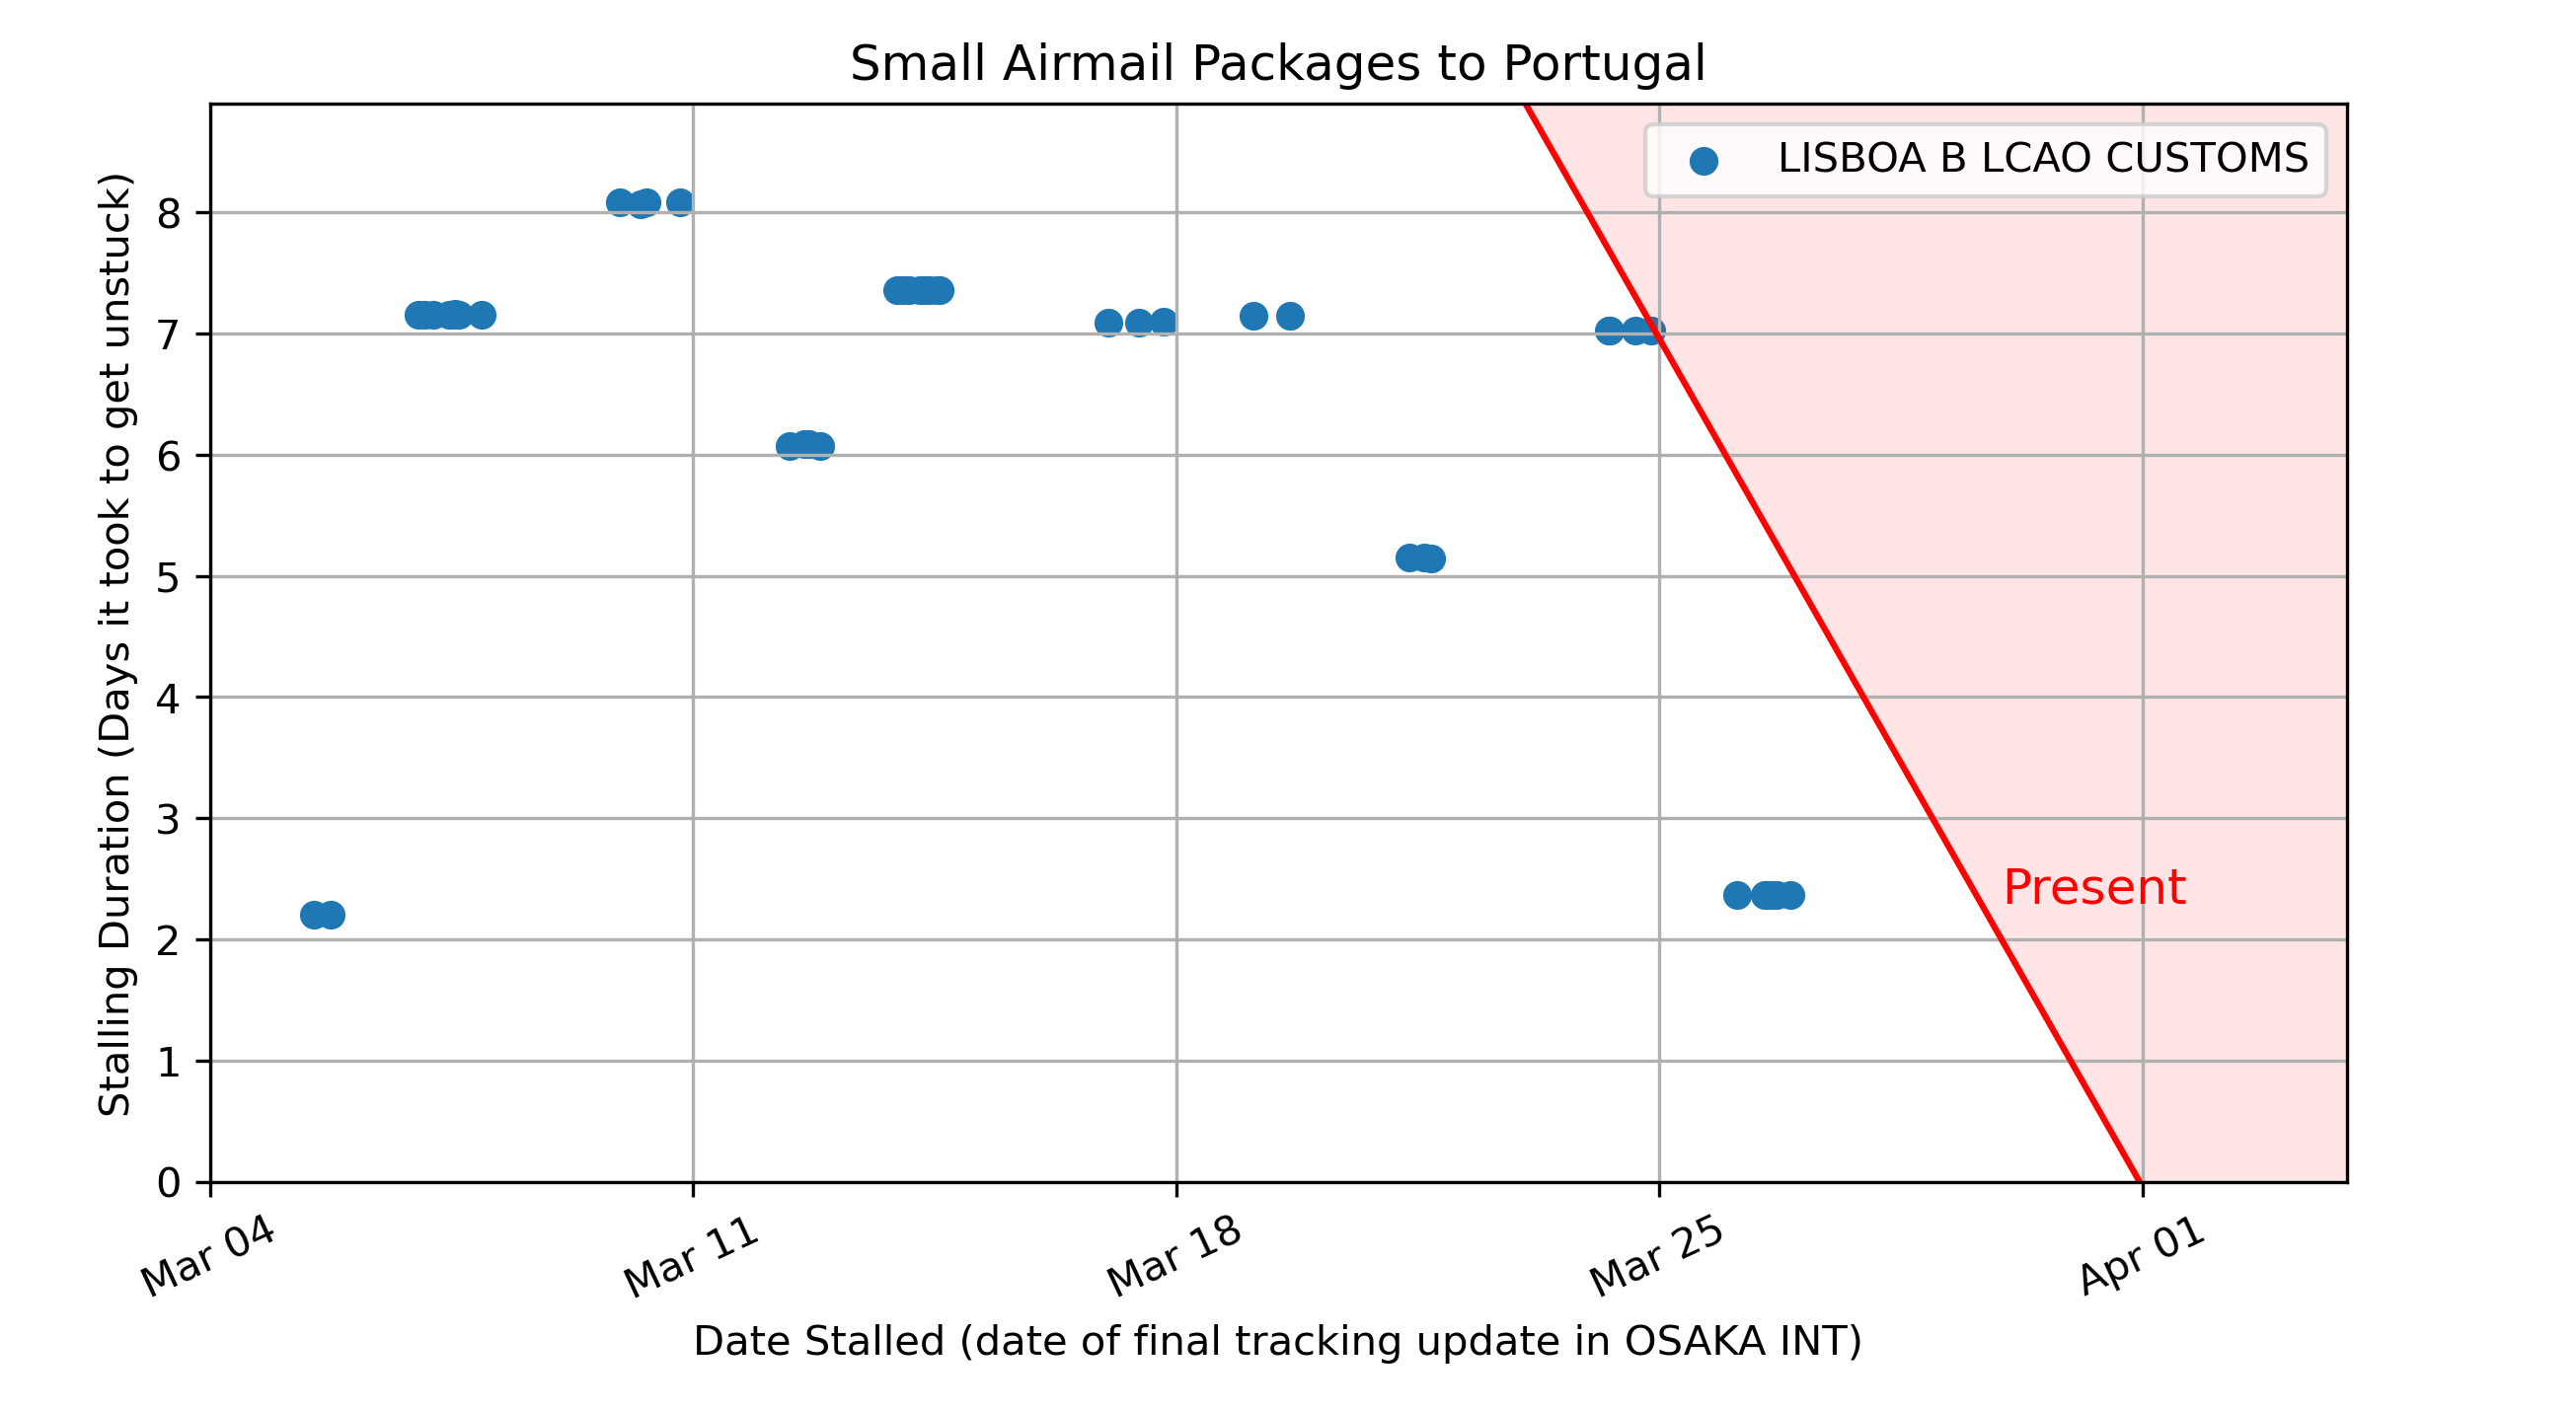 Small Airmail Packages to Portugal
LISBOA B LCAO CUSTOMS
Stalling Duration (Days it took to get unstuck)
8
7
6
5
4
3
2
1
0
Present
Mar 04
Mar 11
Mar 18
Mar 25
Apr 01
Date Stalled (date of final tracking update in OSAKA INT)